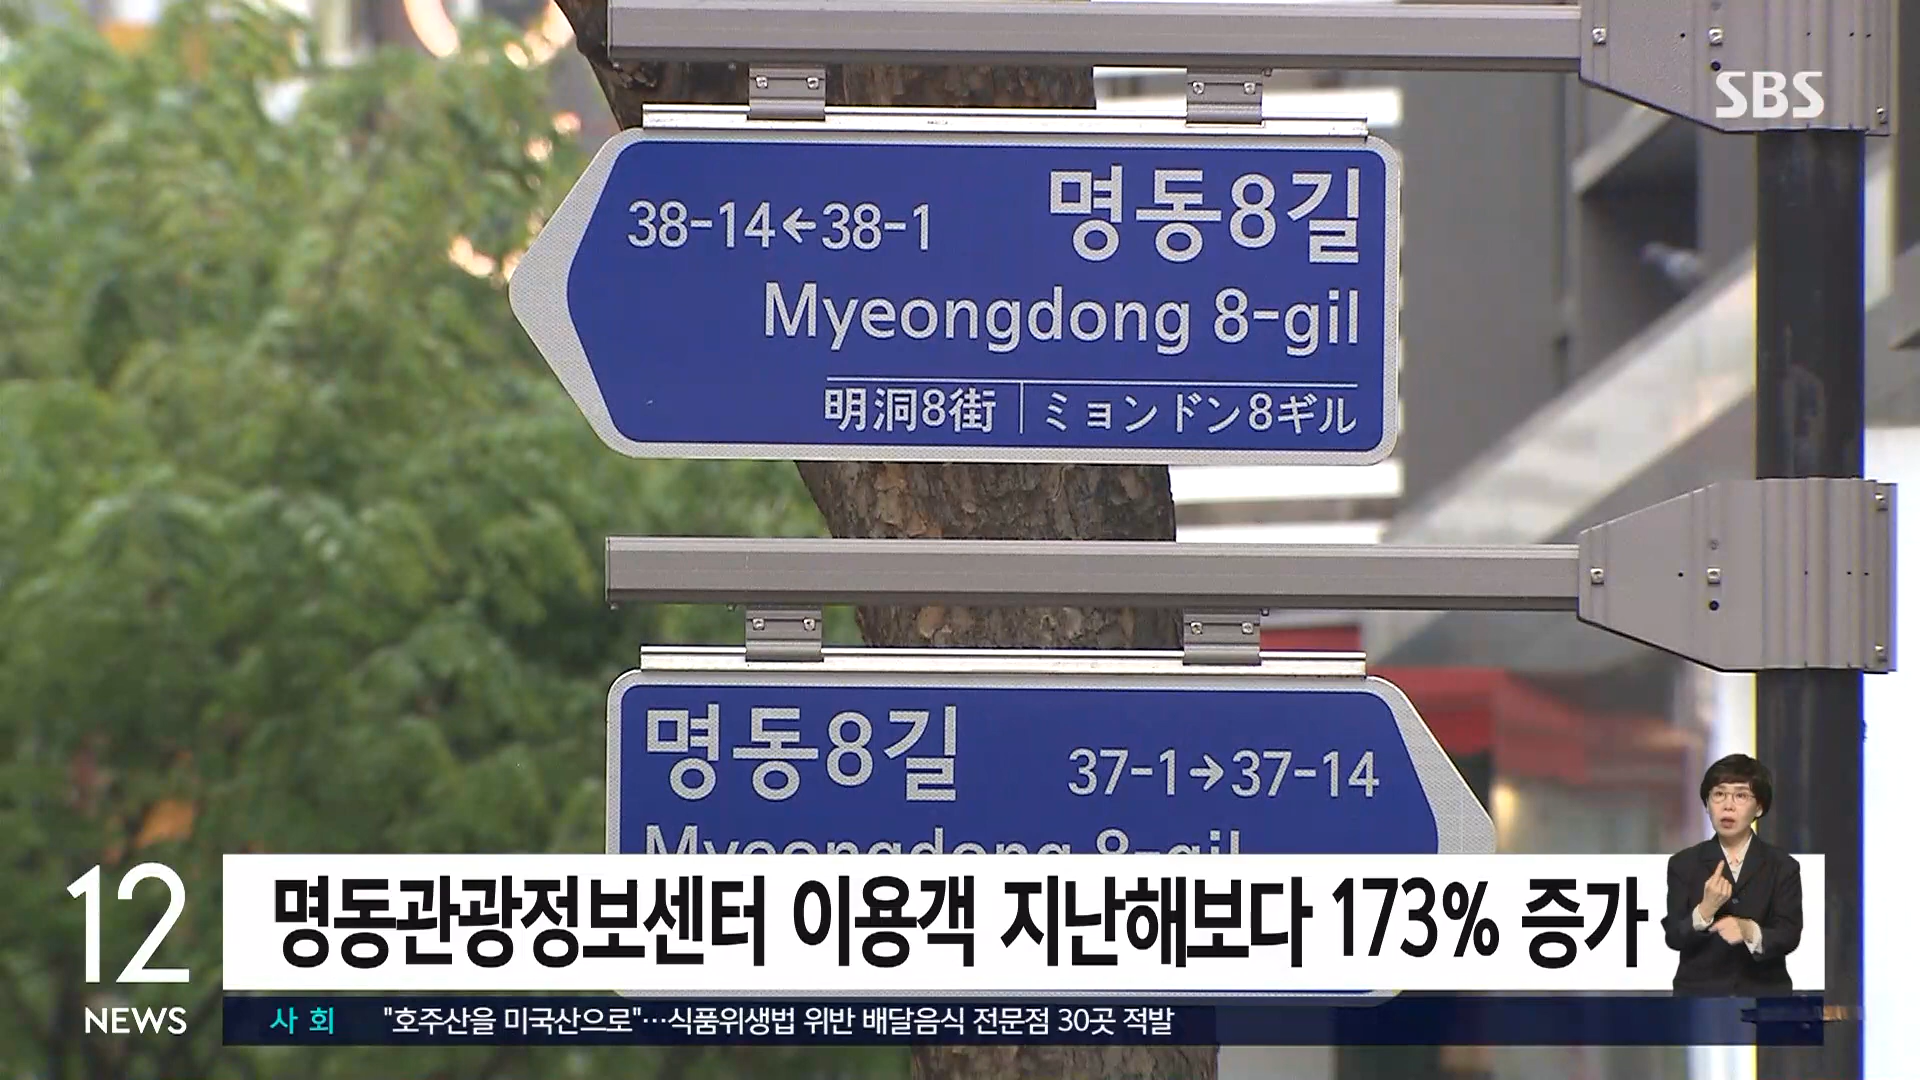 SBS
38-14←38-1 명동8길
Myeongdong 8-gil
明洞8街 | ミョンドン8ギル
명동8길 37-1→37-14
Myeongdong 8-gil
12
NEWS
명동관광정보센터 이용객 지난해보다 173% 증가
사회 "호주산을 미국산으로"…식품위생법 위반 배달음식 전문점 30곳 적발